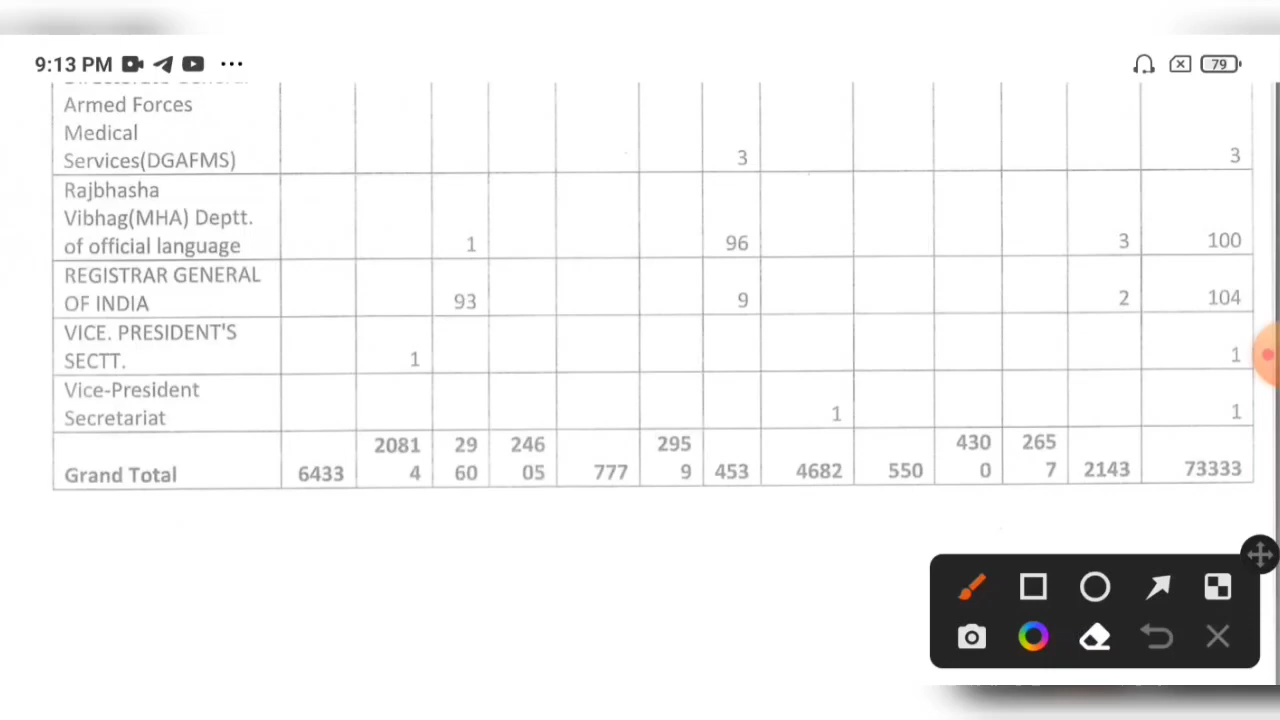 9:13 PM ...
79
Armed Forces
Medical
Services(DGAFMS) 3 3
Rajbhasha
Vibhag(MHA) Deptt.
of official language 1 96 3 100
REGISTRAR GENERAL
OF INDIA 93 9 2 104
VICE. PRESIDENT'S
SECTT. 1 1
Vice-President
Secretariat 1 1
2081 29 246 295 430 265
Grand Total 6433 4 60 05 777 9 453 4682 550 0 7 2143 73333